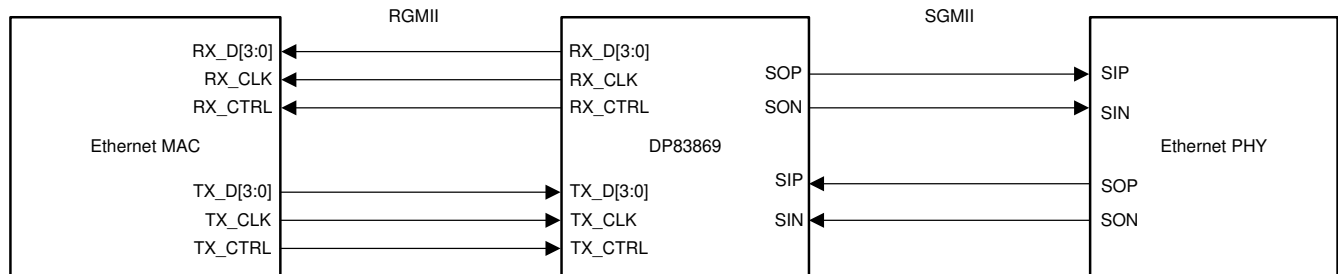 RGMII
SGMII
RX_D[3:0]
RX_CLK
RX_CTRL
Ethernet MAC
TX_D[3:0]
TX_CLK
TX_CTRL
RX_D[3:0]
RX_CLK
RX_CTRL
SOP
SON
DP83869
SIP
SIN
TX_D[3:0]
TX_CLK
TX_CTRL
SIP
SIN
Ethernet PHY
SOP
SON